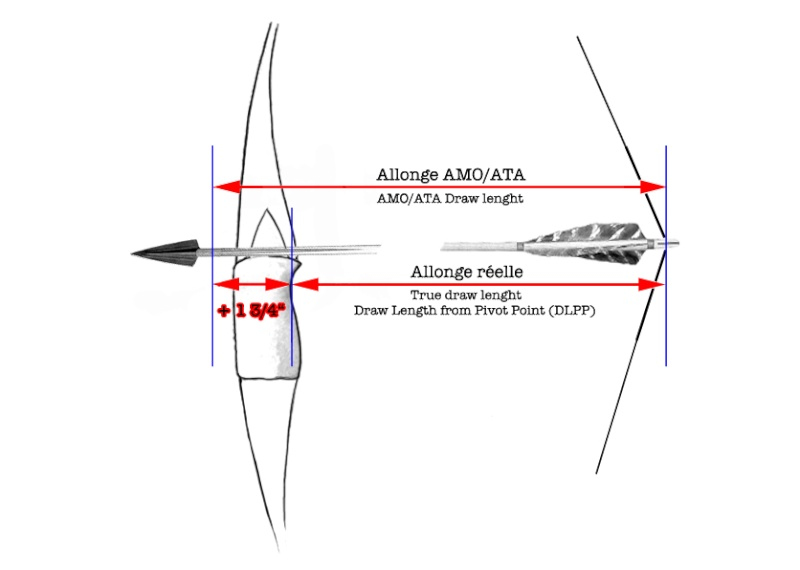 Allonge AMO/ATA
AMO/ATA Draw lenght
Allonge réelle
True draw lenght
+ 1 3/4"
Draw Length from Pivot Point (DLPP)